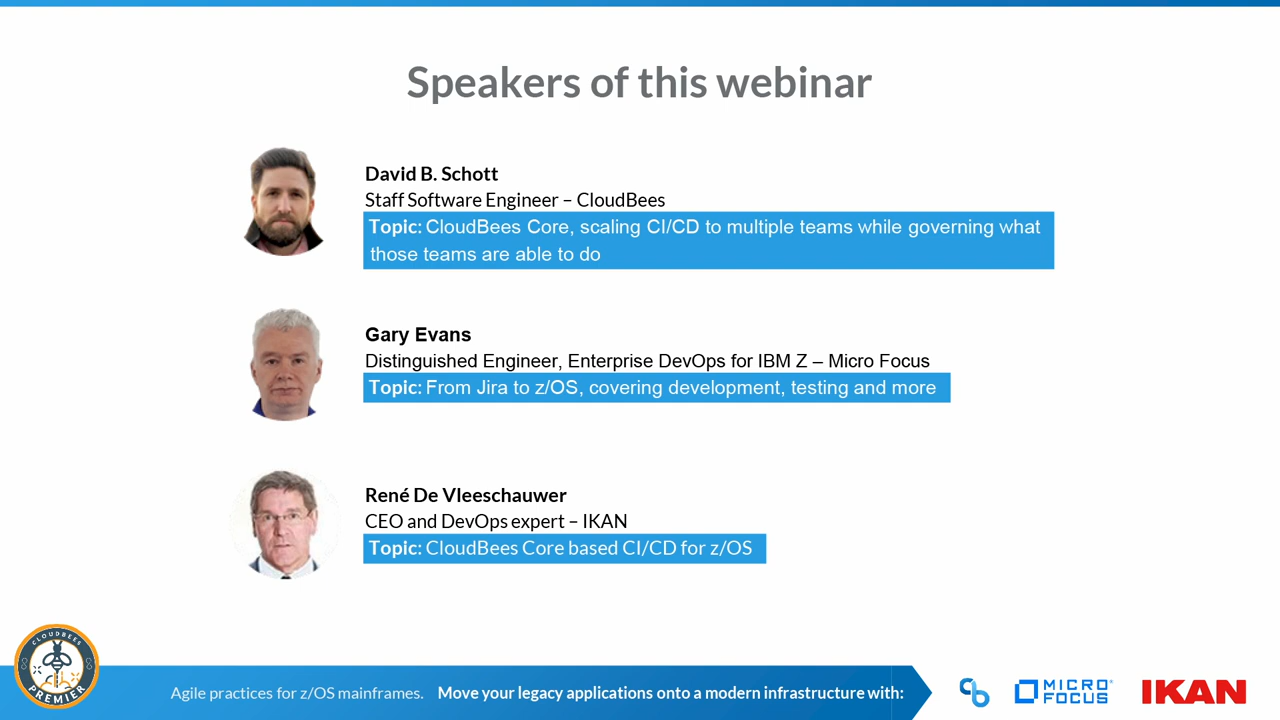 Speakers of this webinar
David B. Schott
Staff Software Engineer – CloudBees
Topic: CloudBees Core, scaling CI/CD to multiple teams while governing what
those teams are able to do
Gary Evans
Distinguished Engineer, Enterprise DevOps for IBM Z – Micro Focus
Topic: From Jira to z/OS, covering development, testing and more
René De Vleeschauwer
CEO and DevOps expert – IKAN
Topic: CloudBees Core based CI/CD for z/OS
CLOUDBEES
PREMIER
Agile practices for z/OS mainframes. Move your legacy applications onto a modern infrastructure with:
MICRO
FOCUS
IKAN